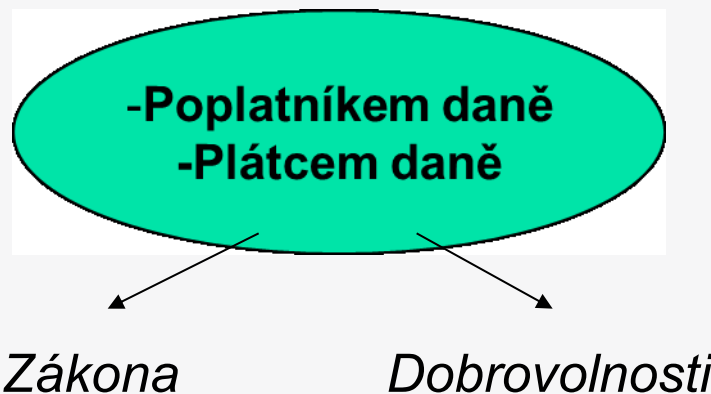 -Poplatníkem daně
-Plátcem daně
Zákona
Dobrovolnosti